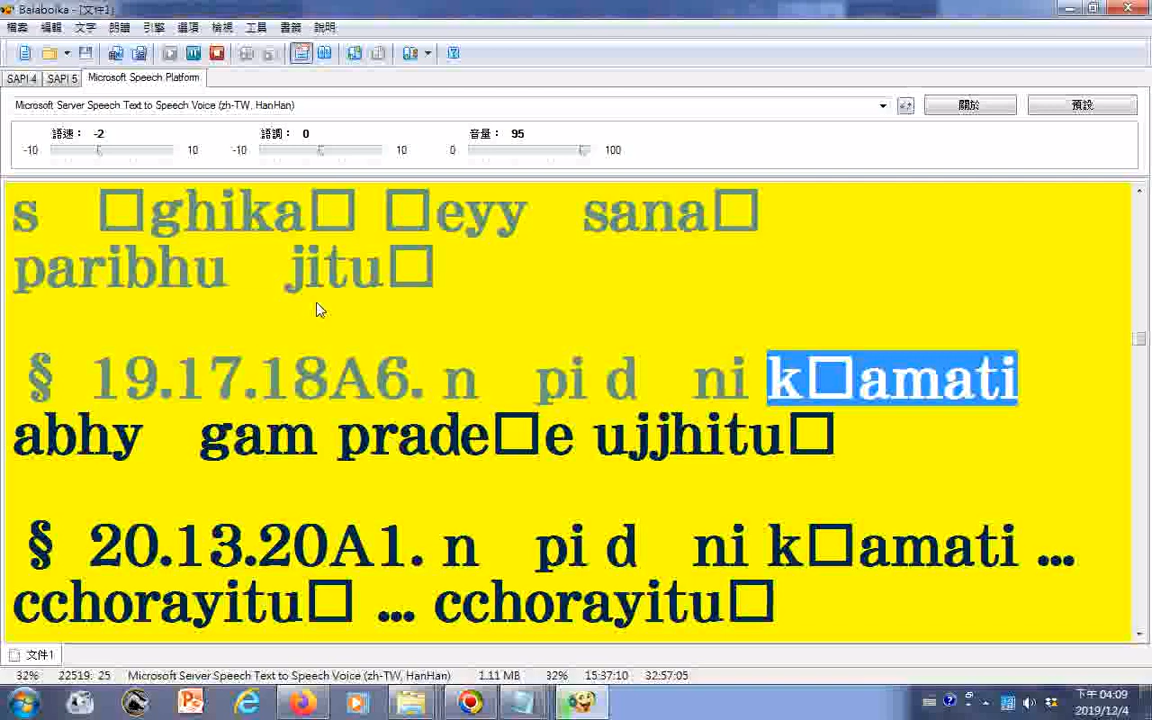 Balabolka - [文件1]
檔案 編輯 文字 朗讀 引擎 選項 檢視 工具 書籤 說明
SAPI 4 SAPI 5 Microsoft Speech Platform
Microsoft Server Speech Text to Speech Voice (zh-TW, HanHan) 關於 預設
語速： -2 語調： 0 音量： 95
-10 10 -10 10 0 100
s □ghika□ □eyy sana□
paribhu jitu□
§ 19.17.18A6. n pi d ni k□amati
abhy gam prade□e ujjhitu□
§ 20.13.20A1. n pi d ni k□amati ...
cchorayitu□ ... cchorayitu□
文件1
32% 22519: 25 Microsoft Server Speech Text to Speech Voice (zh-TW, HanHan) 1.11 MB 32% 15:37:10 32:57:05
下午 04:09
2019/12/4